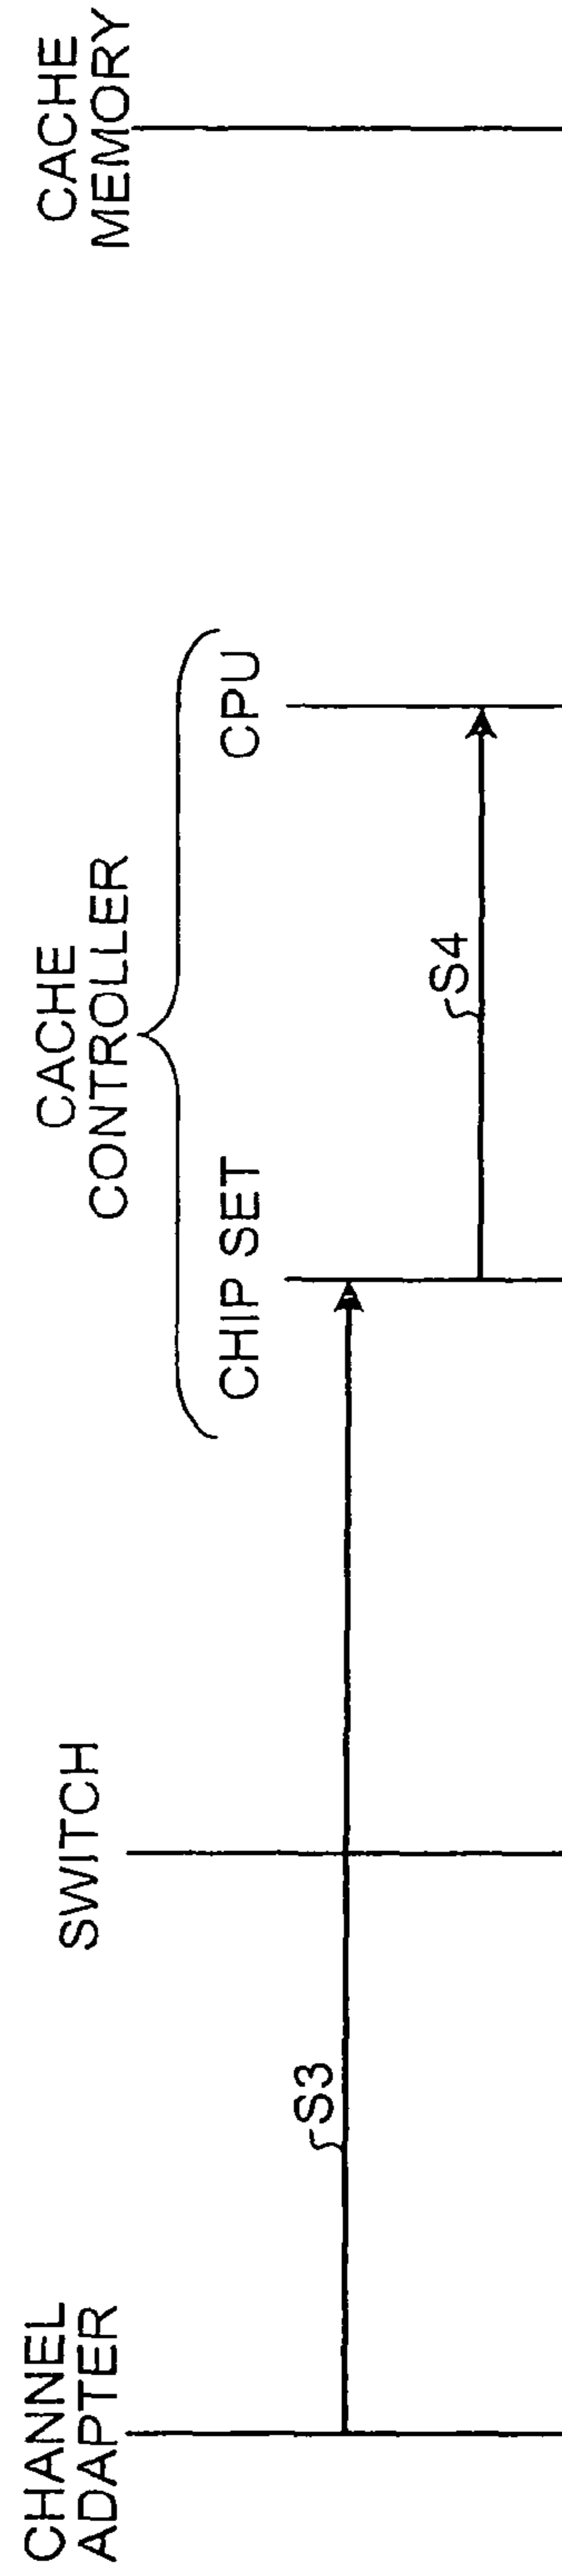 CHANNEL
ADAPTER
SWITCH
CACHE
CONTROLLER
CHIP SET
CPU
CACHE
MEMORY
S3
S4